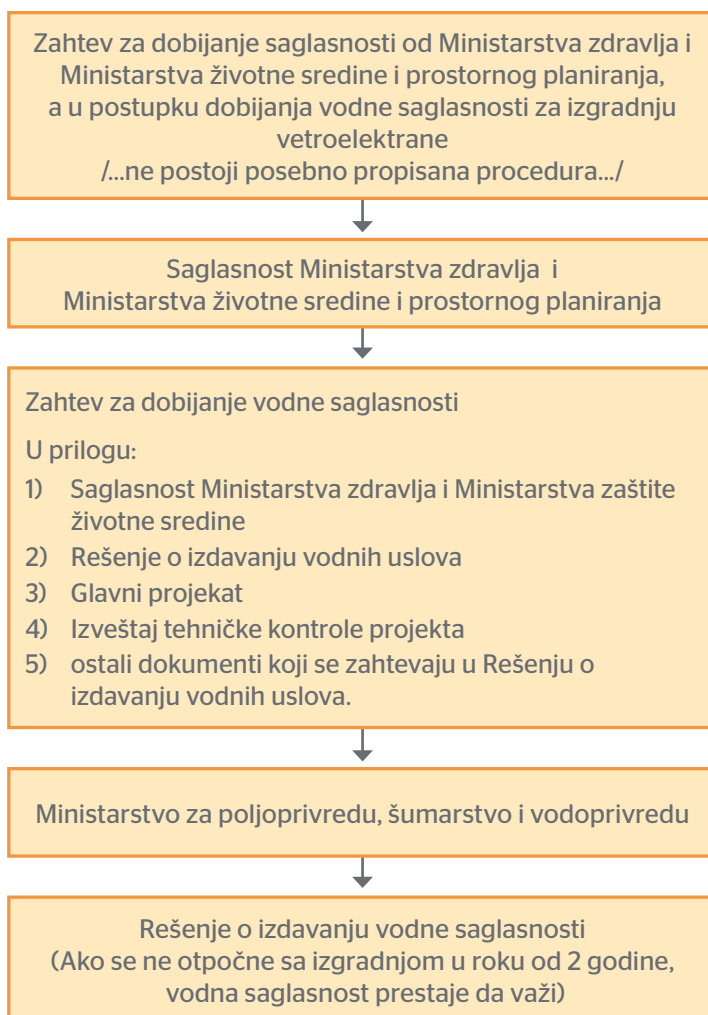 Zahtev za dobijanje saglasnosti od Ministarstva zdravlja i
Ministarstva životne sredine i prostornog planiranja,
a u postupku dobijanja vodne saglasnosti za izgradnju
vetroelektrane
/...ne postoji posebno propisana procedura.../
Saglasnost Ministarstva zdravlja i
Ministarstva životne sredine i prostornog planiranja
Zahtev za dobijanje vodne saglasnosti
U prilogu:
1) Saglasnost Ministarstva zdravlja i Ministarstva zaštite
životne sredine
2) Rešenje o izdavanju vodnih uslova
3) Glavni projekat
4) Izveštaj tehničke kontrole projekta
5) ostali dokumenti koji se zahtevaju u Rešenju o
izdavanju vodnih uslova.
Ministarstvo za poljoprivredu, šumarstvo i vodoprivredu
Rešenje o izdavanju vodne saglasnosti
(Ako se ne otpočne sa izgradnjom u roku od 2 godine,
vodna saglasnost prestaje da važi)